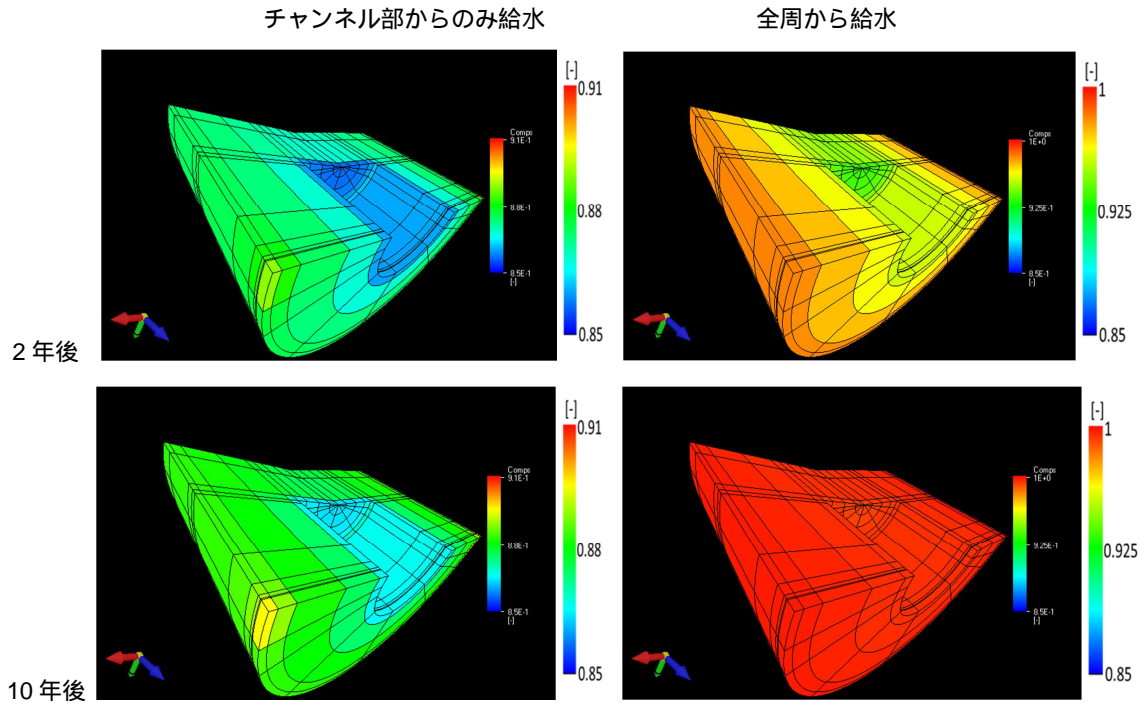 チャンネル部からのみ給水
全周から給水
[-]
0.91
0.88
0.85
Comps
9.1E-1
8.8E-1
8.5E-1
[-]
[-]
1
0.925
0.85
Comps
1E+0
9.25E-1
8.5E-1
[-]
2年後
[-]
0.91
0.88
0.85
Comps
9.1E-1
8.8E-1
8.5E-1
[-]
[-]
1
0.925
0.85
Comps
1E+0
9.25E-1
8.5E-1
[-]
10年後